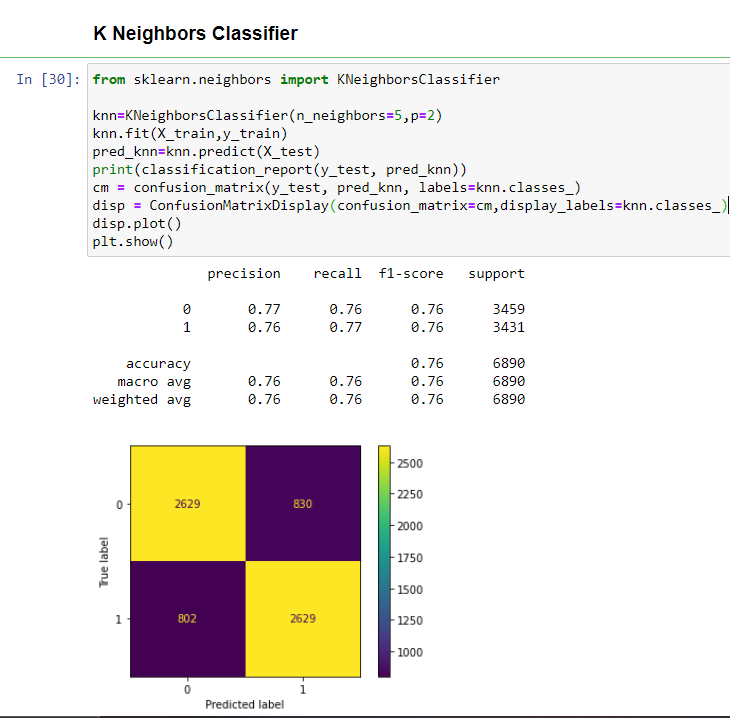 K Neighbors Classifier
In [30]: from sklearn.neighbors import KNeighborsClassifier
knn=KNeighborsClassifier(n_neighbors=5,p=2)
knn.fit(X_train,y_train)
pred_knn=knn.predict(X_test)
print(classification_report(y_test, pred_knn))
cm = confusion_matrix(y_test, pred_knn, labels=knn.classes_)
disp = ConfusionMatrixDisplay(confusion_matrix=cm,display_labels=knn.classes_)
disp.plot()
plt.show()
precision recall f1-score support
0 0.77 0.76 0.76 3459
1 0.76 0.77 0.76 3431
accuracy 0.76 6890
macro avg 0.76 0.76 0.76 6890
weighted avg 0.76 0.76 0.76 6890
True label
0
1
2629 830
802 2629
0 1
Predicted label
2500
2250
2000
1750
1500
1250
1000